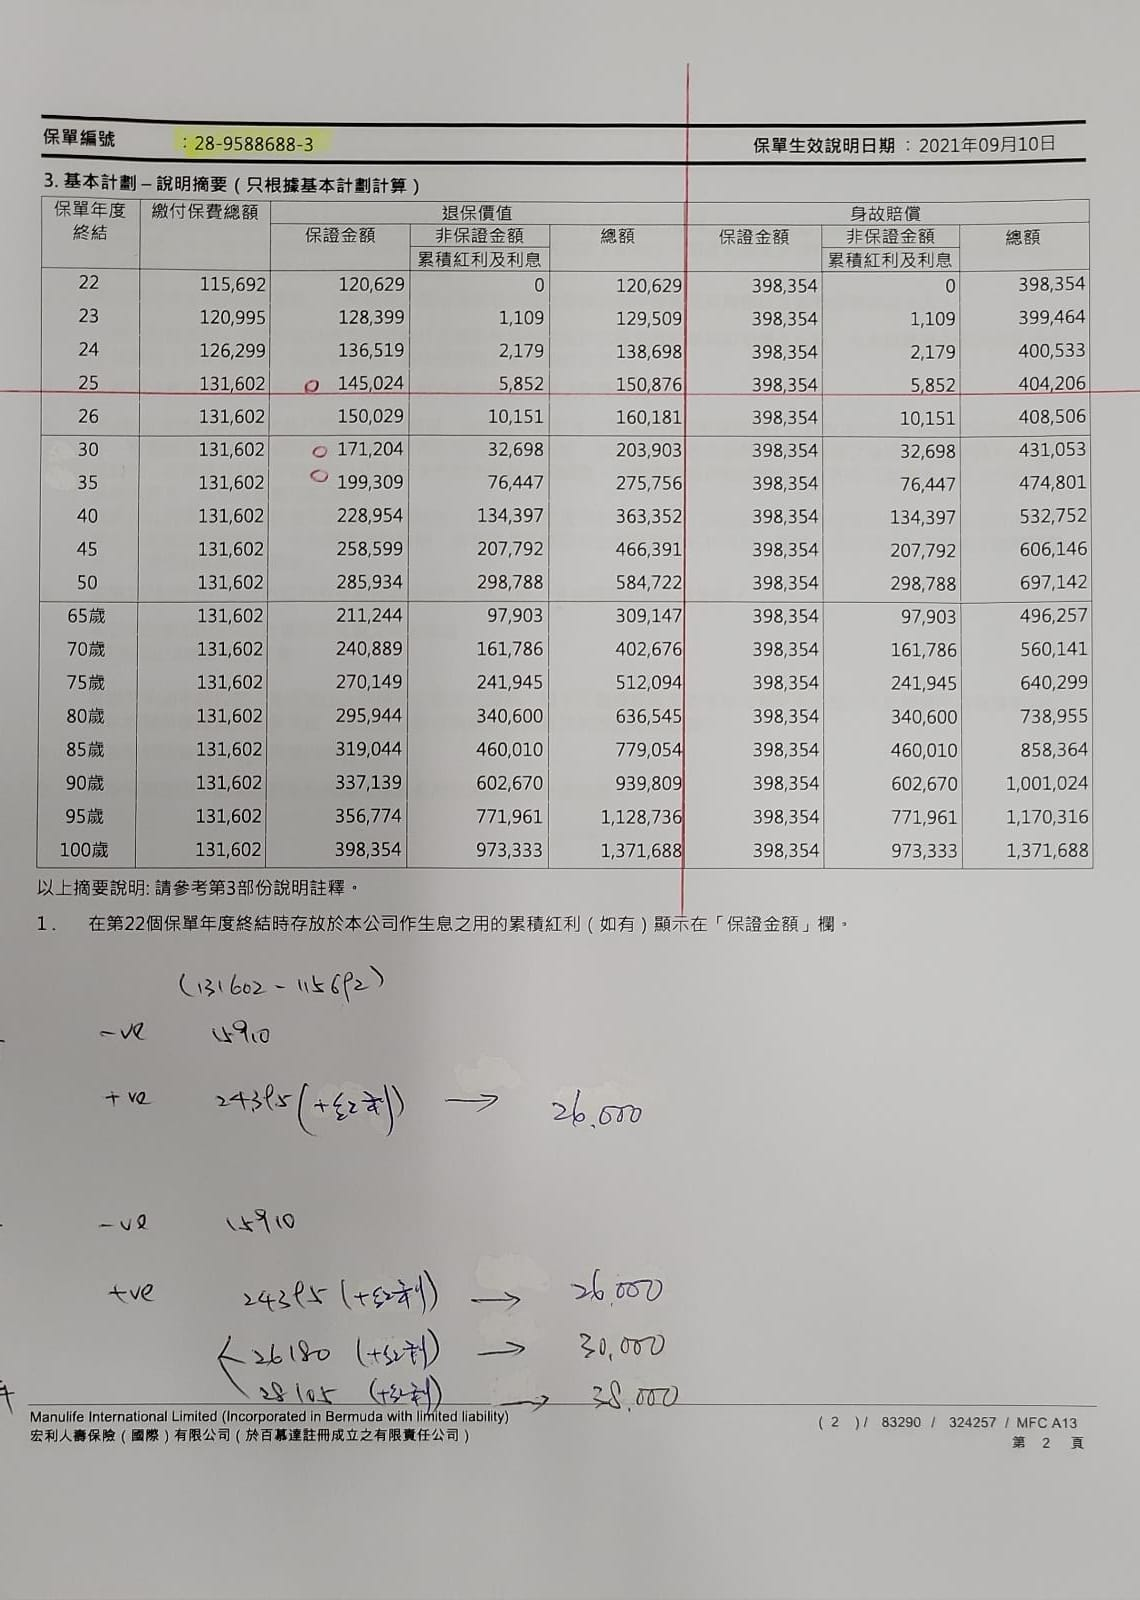 保單編號 : 28-9588688-3 保單生效說明日期 : 2021年09月10日
3. 基本計劃 – 說明摘要 ( 只根據基本計劃計算 )
保單年度終結 繳付保費總額 退保價值 身故賠償
保證金額 非保證金額 總額 保證金額 非保證金額 總額
累積紅利及利息 累積紅利及利息
22 115,692 120,629 0 120,629 398,354 0 398,354
23 120,995 128,399 1,109 129,509 398,354 1,109 399,464
24 126,299 136,519 2,179 138,698 398,354 2,179 400,533
25 131,602 145,024 5,852 150,876 398,354 5,852 404,206
26 131,602 150,029 10,151 160,181 398,354 10,151 408,506
30 131,602 171,204 32,698 203,903 398,354 32,698 431,053
35 131,602 199,309 76,447 275,756 398,354 76,447 474,801
40 131,602 228,954 134,397 363,352 398,354 134,397 532,752
45 131,602 258,599 207,792 466,391 398,354 207,792 606,146
50 131,602 285,934 298,788 584,722 398,354 298,788 697,142
65歲 131,602 211,244 97,903 309,147 398,354 97,903 496,257
70歲 131,602 240,889 161,786 402,676 398,354 161,786 560,141
75歲 131,602 270,149 241,945 512,094 398,354 241,945 640,299
80歲 131,602 295,944 340,600 636,545 398,354 340,600 738,955
85歲 131,602 319,044 460,010 779,054 398,354 460,010 858,364
90歲 131,602 337,139 602,670 939,809 398,354 602,670 1,001,024
95歲 131,602 356,774 771,961 1,128,736 398,354 771,961 1,170,316
100歲 131,602 398,354 973,333 1,371,688 398,354 973,333 1,371,688
以上摘要說明: 請參考第3部份說明註釋。
1. 在第22個保單年度終結時存放於本公司作生息之用的累積紅利 ( 如有 ) 顯示在「保證金額」欄。
(131602 - 115692)
-ve 15910
+ve 24395 (+紅利) → 26,000
-ve 15910
+ve 24395 (+紅利) → 26,000
26180 (+紅利) → 30,000
28105 (+紅利) → 38,000
Manulife International Limited (Incorporated in Bermuda with limited liability) ( 2 )/ 83290 / 324257 / MFC A13
宏利人壽保險 ( 國際 ) 有限公司 ( 於百慕達註冊成立之有限責任公司 ) 第 2 頁